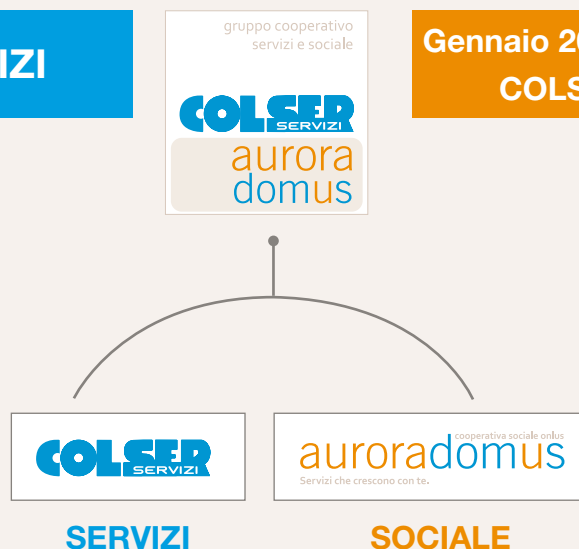 IZI
gruppo cooperativo
servizi e sociale
COLSER
SERVIZI
aurora
domus
Gennaio 20
COLS
COLSER
SERVIZI
cooperativa sociale onlus
auroradomus
Servizi che crescono con te.
SERVIZI
SOCIALE